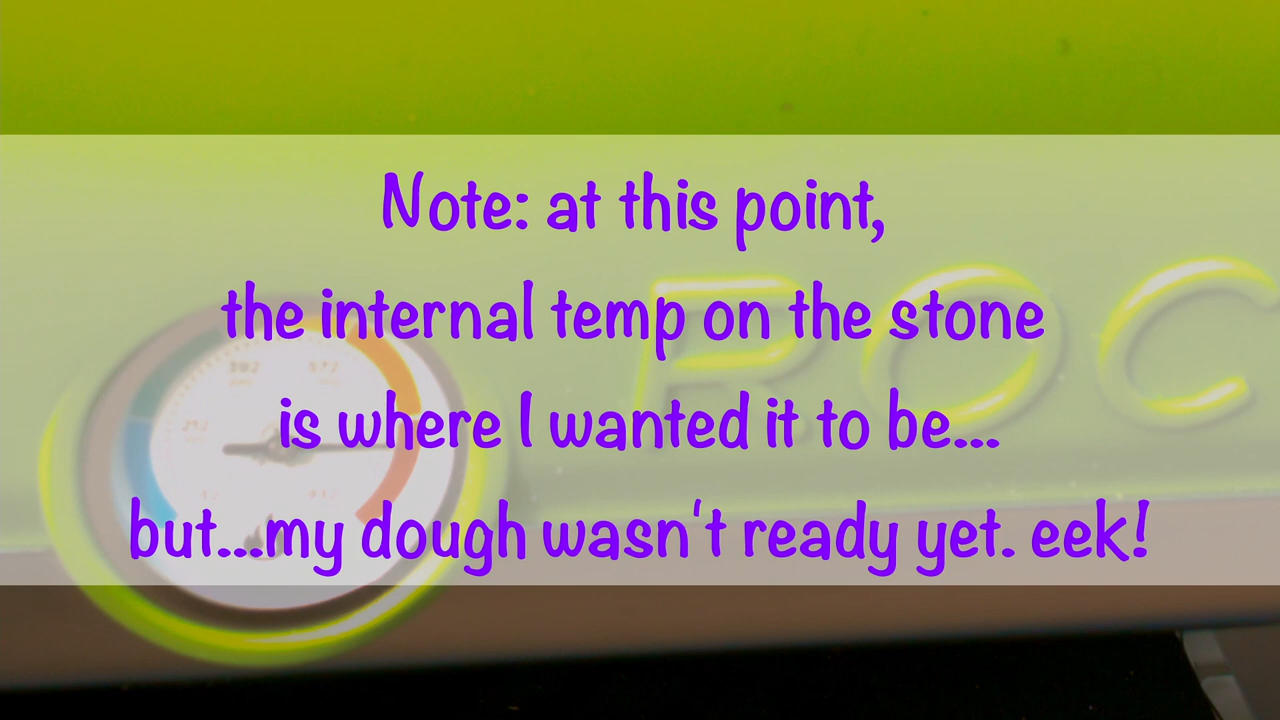 Note: at this point,
the internal temp on the stone
is where I wanted it to be...
but...my dough wasn't ready yet. eek!
ROC